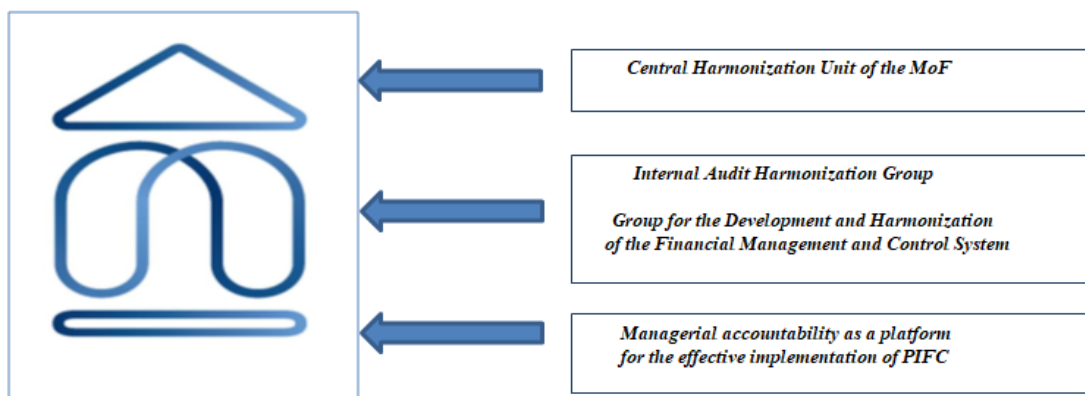 Central Harmonization Unit of the MoF
Internal Audit Harmonization Group
Group for the Development and Harmonization
of the Financial Management and Control System
Managerial accountability as a platform
for the effective implementation of PIFC